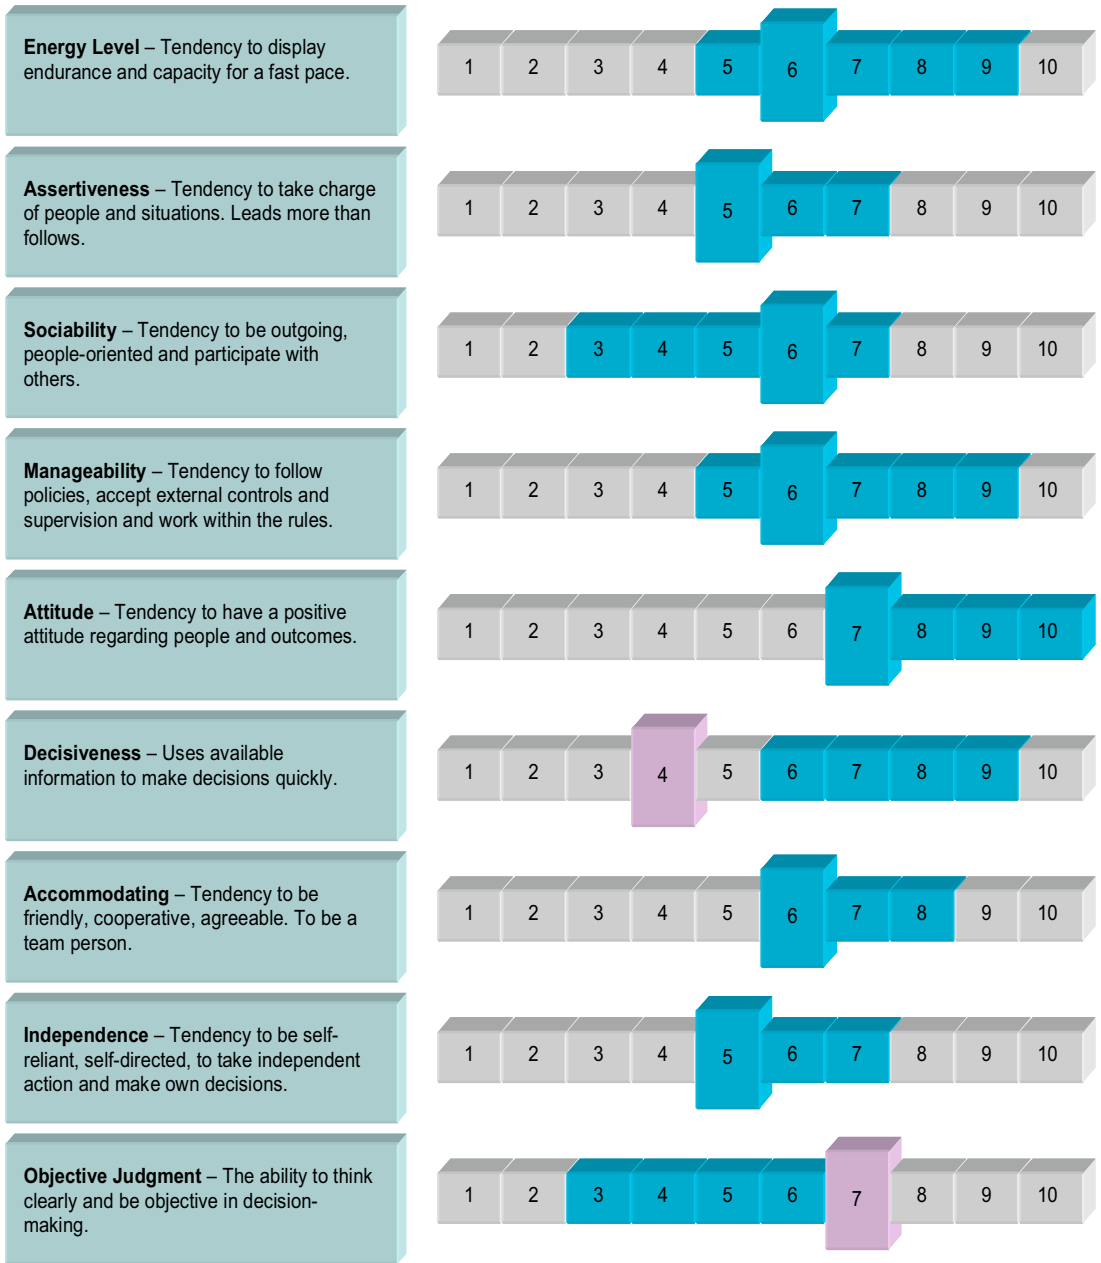 Energy Level – Tendency to display
endurance and capacity for a fast pace.
1 2 3 4 5 6 7 8 9 10
Assertiveness – Tendency to take charge
of people and situations. Leads more than
follows.
1 2 3 4 5 6 7 8 9 10
Sociability – Tendency to be outgoing,
people-oriented and participate with
others.
1 2 3 4 5 6 7 8 9 10
Manageability – Tendency to follow
policies, accept external controls and
supervision and work within the rules.
1 2 3 4 5 6 7 8 9 10
Attitude – Tendency to have a positive
attitude regarding people and outcomes.
1 2 3 4 5 6 7 8 9 10
Decisiveness – Uses available
information to make decisions quickly.
1 2 3 4 5 6 7 8 9 10
Accommodating – Tendency to be
friendly, cooperative, agreeable. To be a
team person.
1 2 3 4 5 6 7 8 9 10
Independence – Tendency to be self-
reliant, self-directed, to take independent
action and make own decisions.
1 2 3 4 5 6 7 8 9 10
Objective Judgment – The ability to think
clearly and be objective in decision-
making.
1 2 3 4 5 6 7 8 9 10